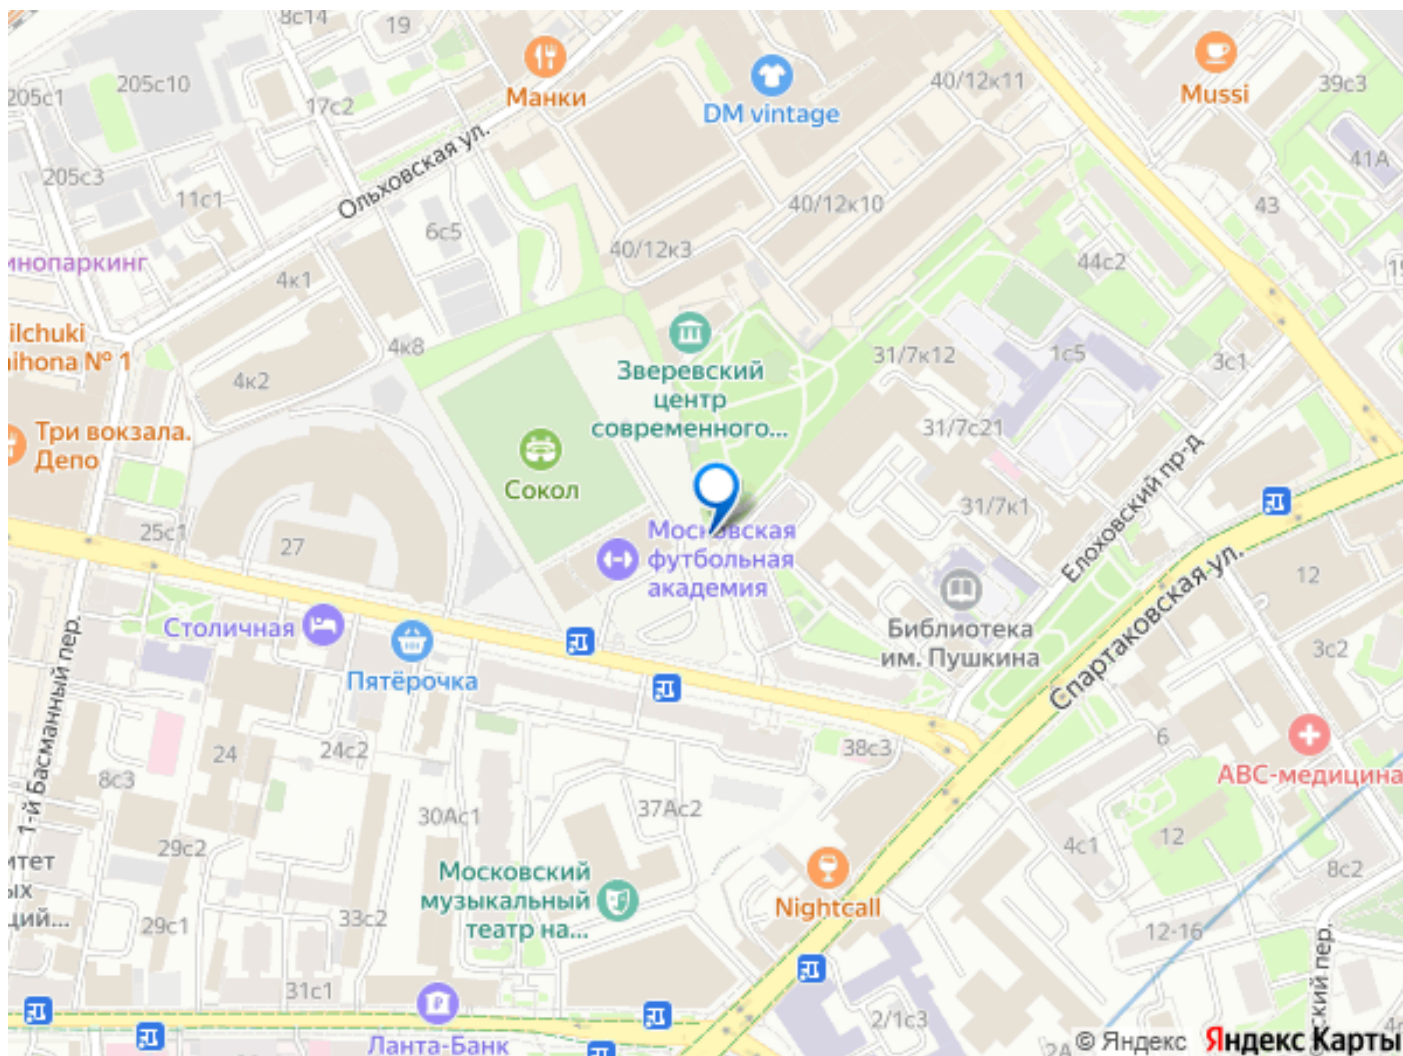 8с14
19
205с10
205с1
17с2
Манки
DM vintage
40/12к11
Mussi
39с3
41А
Ольховская ул.
205с3
11с1
6с5
40/12к10
43
40/12к3
44с2
инопаркинг
4к1
ilchuki
aihona № 1
4к8
4к2
Зверевский
центр
современного...
31/7к12
1с5
3с1
Три вокзала.
Депо
31/7с21
Елоховский пр-д
Сокол
31/7к1
25с1
27
Московская
футбольная
академия
Спартаковская ул.
12
Столичная
Пятёрочка
Библиотека
им. Пушкина
3с2
1-й Басманный пер.
24
24с2
38с3
6
АВС-медицина
8с3
30Ас1
37Ас2
12
4с1
29с2
итет
ых
ций...
8с2
Московский
музыкальный
театр на...
Nightcall
29с1
33с2
12-16
ский пер.
31с1
Ланта-Банк
2/1с3
2А
© Яндекс
Яндекс Карты